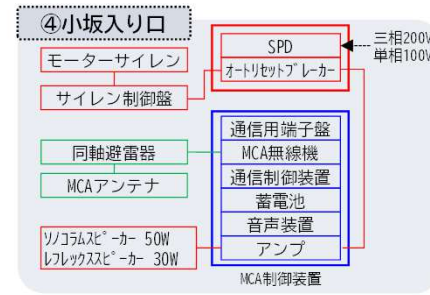 ④小坂入り口
SPD
三相200V
単相100V
モーターサイレン
オートリセットブレーカー
サイレン制御盤
通信用端子盤
同軸避雷器
MCA無線機
MCAアンテナ
通信制御装置
蓄電池
音声装置
ソノコラムスピーカー 50W
レフレックススピーカー 30W
アンプ
MCA制御装置